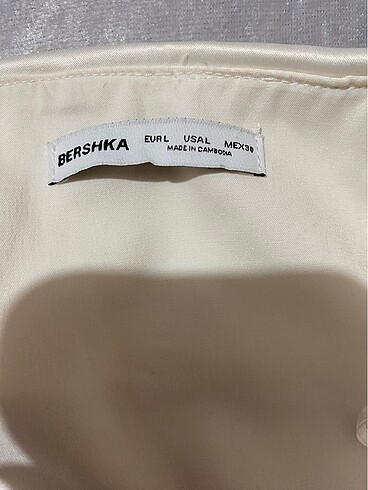 BERSHKA EUR L USA L MEX 30
MADE IN CAMBODIA